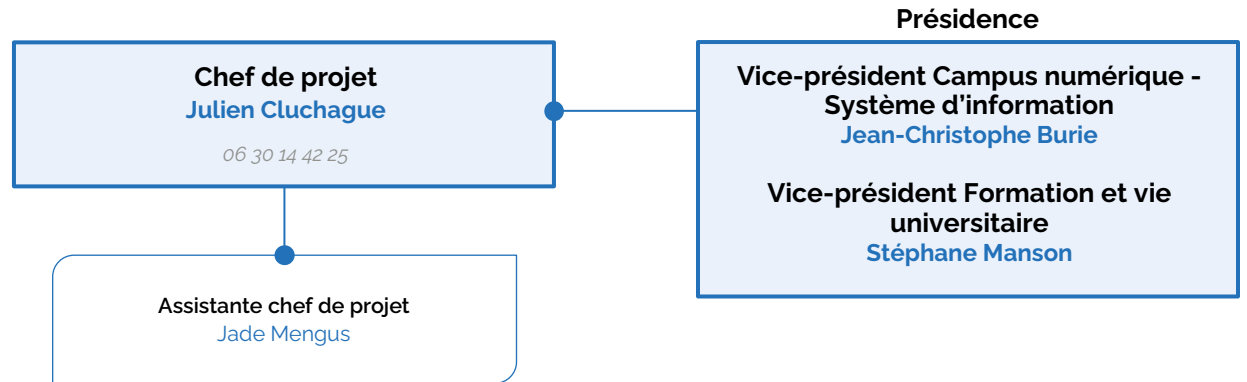 Présidence
Chef de projet
Julien Cluchague
06 30 14 42 25
Vice-président Campus numérique -
Système d'information
Jean-Christophe Burie
Vice-président Formation et vie
universitaire
Stéphane Manson
Assistante chef de projet
Jade Mengus